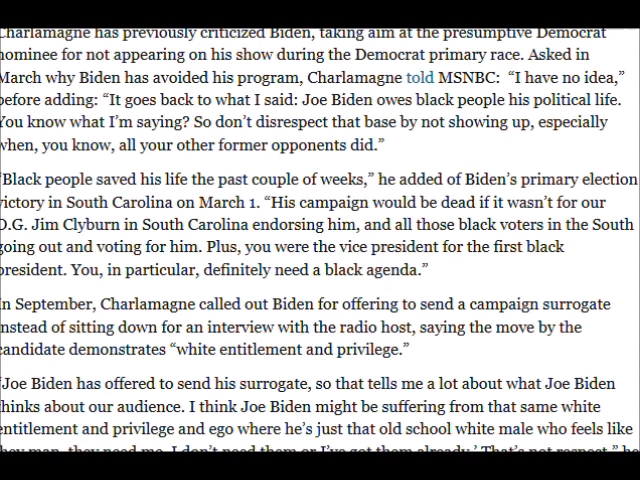 Charlamagne has previously criticized Biden, taking aim at the presumptive Democrat
nominee for not appearing on his show during the Democrat primary race. Asked in
March why Biden has avoided his program, Charlamagne told MSNBC: “I have no idea,”
before adding: “It goes back to what I said: Joe Biden owes black people his political life.
You know what I’m saying? So don’t disrespect that base by not showing up, especially
when, you know, all your other former opponents did.”
“Black people saved his life the past couple of weeks,” he added of Biden’s primary election
victory in South Carolina on March 1. “His campaign would be dead if it wasn’t for our
O.G. Jim Clyburn in South Carolina endorsing him, and all those black voters in the South
going out and voting for him. Plus, you were the vice president for the first black
president. You, in particular, definitely need a black agenda.”
In September, Charlamagne called out Biden for offering to send a campaign surrogate
instead of sitting down for an interview with the radio host, saying the move by the
candidate demonstrates “white entitlement and privilege.”
“Joe Biden has offered to send his surrogate, so that tells me a lot about what Joe Biden
thinks about our audience. I think Joe Biden might be suffering from that same white
entitlement and privilege and ego where he’s just that old school white male who feels like
‘hey man, they need me. I don’t need them or I’ve got them already.’ That’s not respect,” he